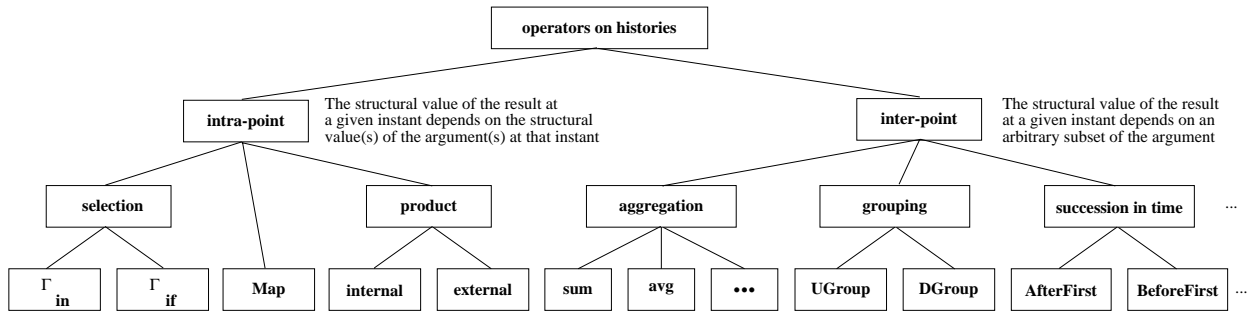 operators on histories
intra-point
The structural value of the result at
a given instant depends on the structural
value(s) of the argument(s) at that instant
inter-point
The structural value of the result
at a given instant depends on an
arbitrary subset of the argument
selection
product
aggregation
grouping
succession in time
...
Γ in
Γ if
Map
internal
external
sum
avg
•••
UGroup
DGroup
AfterFirst
BeforeFirst
...